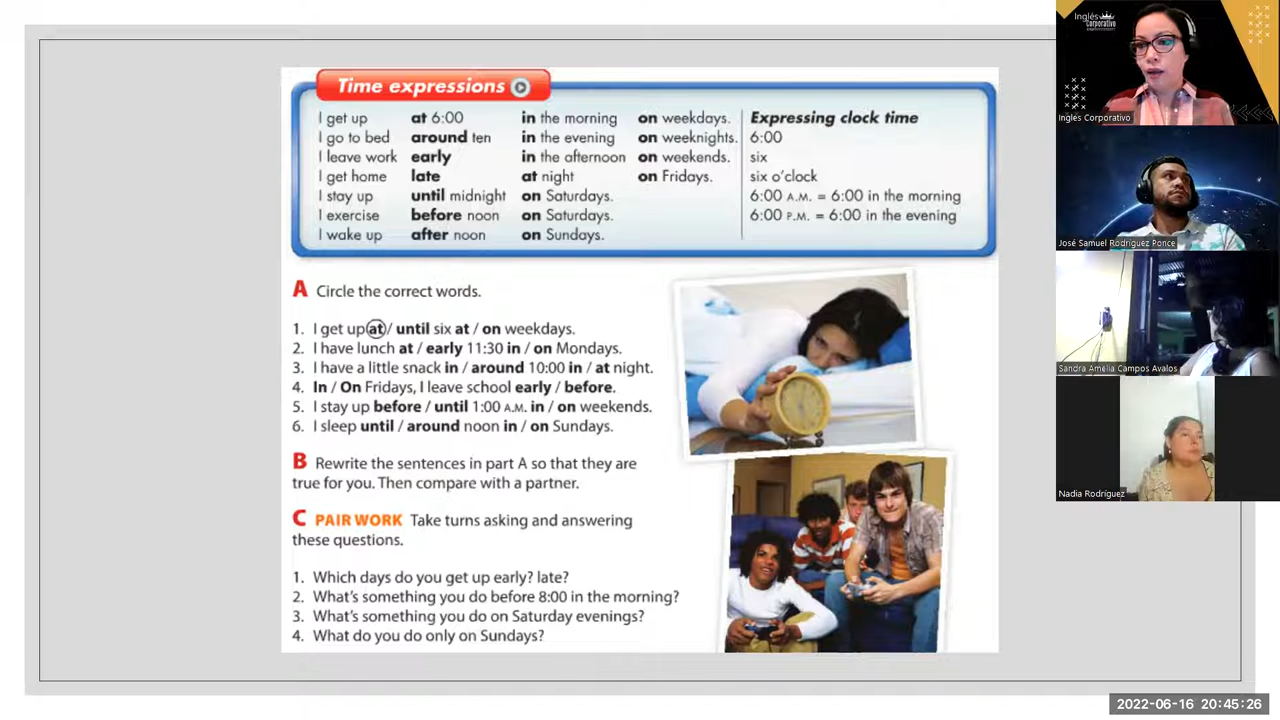 Time expressions
I get up at 6:00 in the morning on weekdays.
I go to bed around ten in the evening on weeknights.
I leave work early in the afternoon on weekends.
I get home late at night on Fridays.
I stay up until midnight on Saturdays.
I exercise before noon on Saturdays.
I wake up after noon on Sundays.
Expressing clock time
6:00
six
six o'clock
6:00 A.M. = 6:00 in the morning
6:00 P.M. = 6:00 in the evening
A Circle the correct words.
1. I get up at / until six at / on weekdays.
2. I have lunch at / early 11:30 in / on Mondays.
3. I have a little snack in / around 10:00 in / at night.
4. In / On Fridays, I leave school early / before.
5. I stay up before / until 1:00 A.M. in / on weekends.
6. I sleep until / around noon in / on Sundays.
B Rewrite the sentences in part A so that they are
true for you. Then compare with a partner.
C PAIR WORK Take turns asking and answering
these questions.
1. Which days do you get up early? late?
2. What's something you do before 8:00 in the morning?
3. What's something you do on Saturday evenings?
4. What do you do only on Sundays?
Inglés
Corporativo
Inglés Corporativo
José Samuel Rodríguez Ponce
Sandra Amelia Campos Avalos
Nadia Rodríguez
2022-06-16 20:45:26